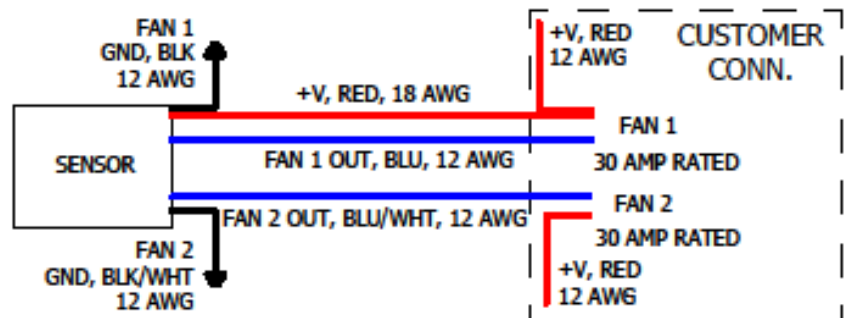 FAN 1
GND, BLK
12 AWG
+V, RED
12 AWG
CUSTOMER
CONN.
+V, RED, 18 AWG
FAN 1
SENSOR
FAN 1 OUT, BLU, 12 AWG
30 AMP RATED
FAN 2
FAN 2 OUT, BLU/WHT, 12 AWG
30 AMP RATED
FAN 2
GND, BLK/WHT
12 AWG
+V, RED
12 AWG